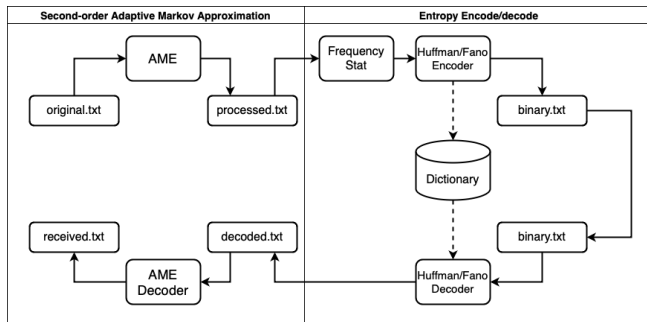 Second-order Adaptive Markov Approximation
Entropy Encode/decode
AME
Frequency
Stat
Huffman/Fano
Encoder
original.txt
processed.txt
binary.txt
Dictionary
received.txt
decoded.txt
binary.txt
AME
Decoder
Huffman/Fano
Decoder